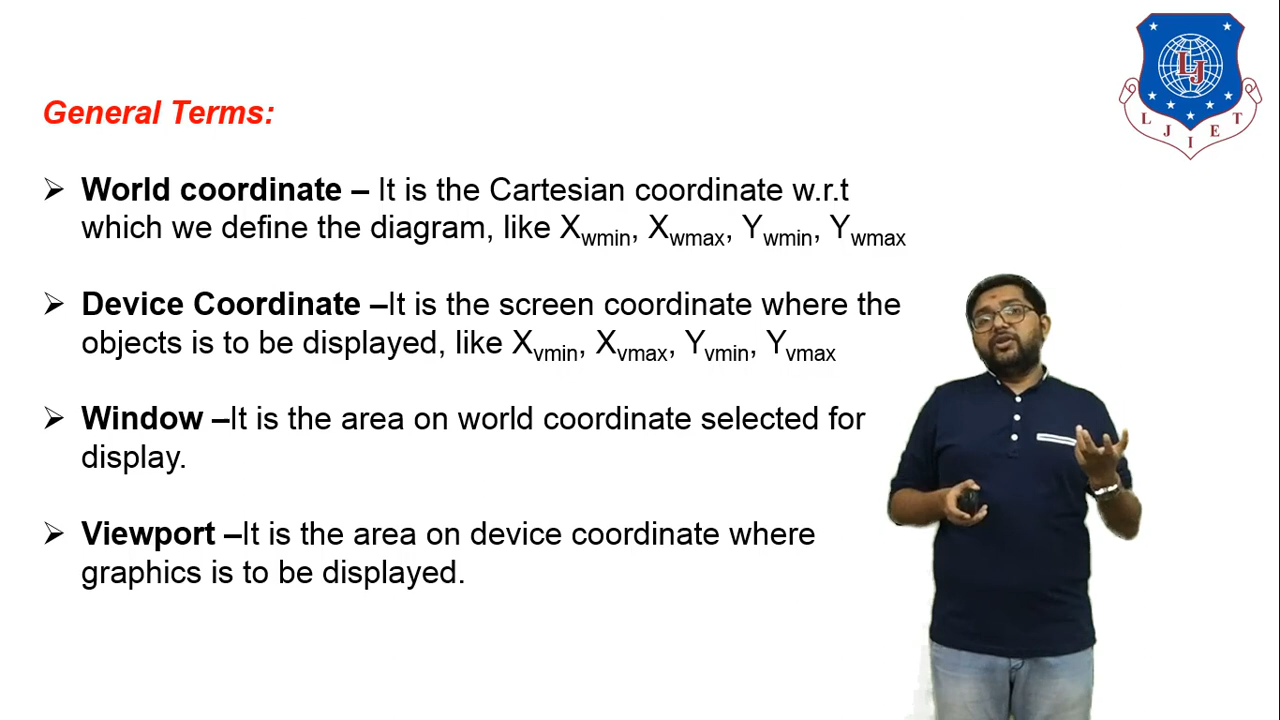 General Terms:
➢ World coordinate – It is the Cartesian coordinate w.r.t
which we define the diagram, like Xwmin, Xwmax, Ywmin, Ywmax
➢ Device Coordinate –It is the screen coordinate where the
objects is to be displayed, like Xvmin, Xvmax, Yvmin, Yvmax
➢ Window –It is the area on world coordinate selected for
display.
➢ Viewport –It is the area on device coordinate where
graphics is to be displayed.
LJ
L J I E T